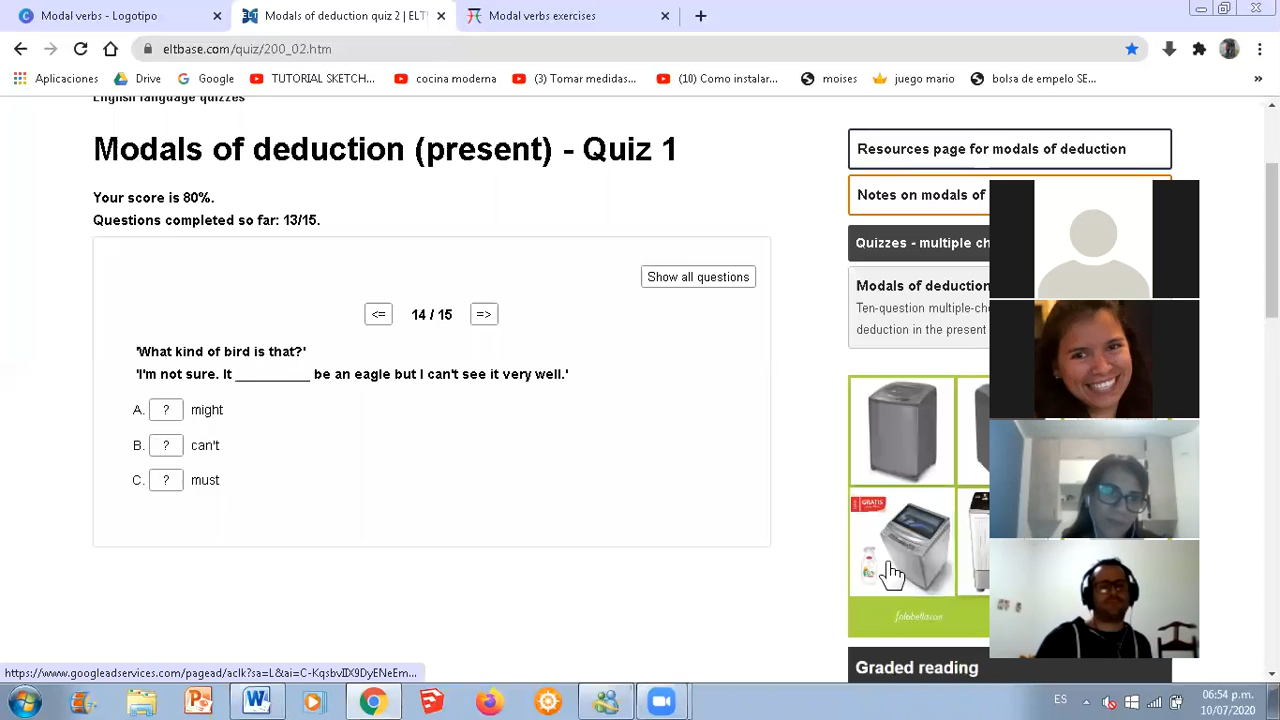 Modal verbs - Logotipo
Modals of deduction quiz 2 | ELT
Modal verbs exercises
eltbase.com/quiz/200_02.htm
Aplicaciones
Drive
Google
TUTORIAL SKETCH...
cocina moderna
(3) Tomar medidas...
(10) Como instalar...
moises
juego mario
bolsa de empelo SE...
»
English language quizzes
Modals of deduction (present) - Quiz 1
Your score is 80%.
Questions completed so far: 13/15.
Show all questions
<= 14 / 15 =>
'What kind of bird is that?'
'I'm not sure. It __________ be an eagle but I can't see it very well.'
A. ? might
B. ? can't
C. ? must
Resources page for modals of deduction
Notes on modals of
Quizzes - multiple ch
Modals of deduction
Ten-question multiple-che
deduction in the present
GRATIS
fotobella.com
Graded reading
https://www.googleadservices.com/pagead/aclk?sa=L&ai=C-KqsbvIIX9DyENeEm...
ES
06:54 p.m.
10/07/2020